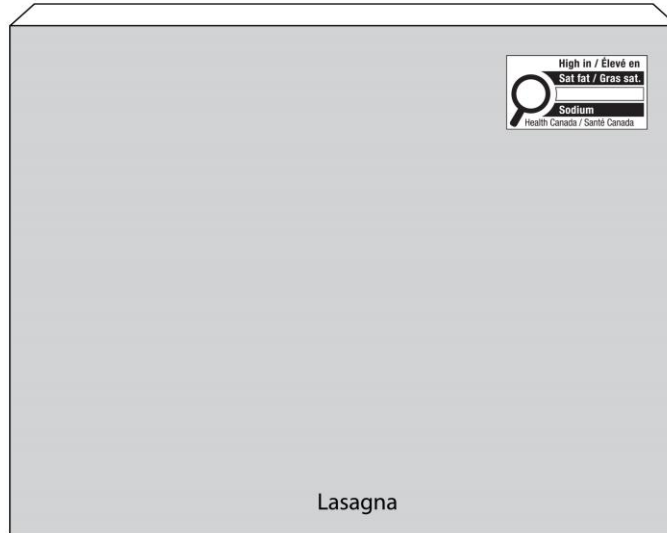 High in / Élevé en
Sat fat / Gras sat.
Sodium
Health Canada / Santé Canada
Lasagna